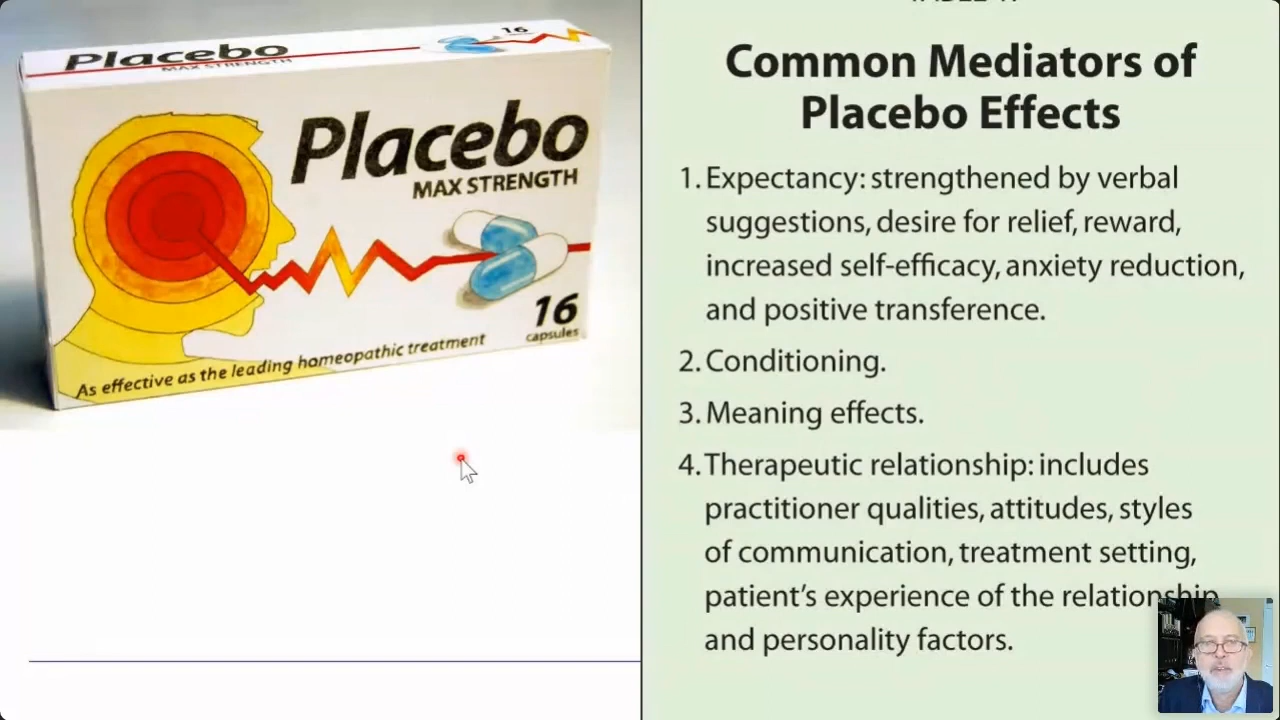 Placebo
MAX STRENGTH
16
Placebo
MAX STRENGTH
16
capsules
As effective as the leading homeopathic treatment
Common Mediators of
Placebo Effects
1. Expectancy: strengthened by verbal
suggestions, desire for relief, reward,
increased self-efficacy, anxiety reduction,
and positive transference.
2. Conditioning.
3. Meaning effects.
4. Therapeutic relationship: includes
practitioner qualities, attitudes, styles
of communication, treatment setting,
patient's experience of the relationship
and personality factors.